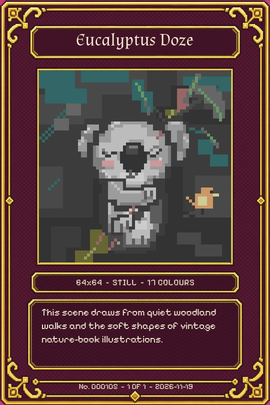 Eucalyptus Doze
64x64 - STILL - 17 COLOURS
This scene draws from quiet woodland
walks and the soft shapes of vintage
nature-book illustrations.
No. 00010S - 1 OF 1 - 2026-11-19